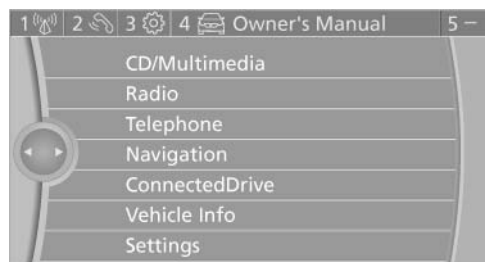 1 2 3 4 Owner's Manual 5 –
CD/Multimedia
Radio
Telephone
Navigation
ConnectedDrive
Vehicle Info
Settings